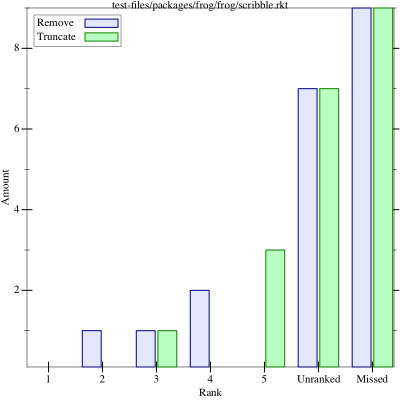 test-files/packages/frog/frog/scribble.rkt
Remove
Truncate
8
6
4
2
Amount
1 2 3 4 5 Unranked Missed
Rank